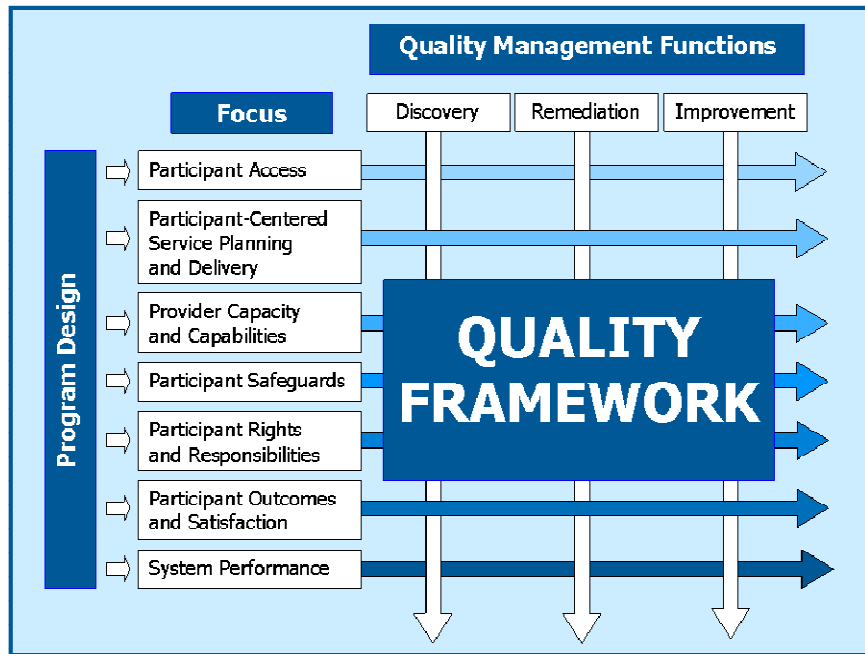 Quality Management Functions
Focus
Discovery
Remediation
Improvement
Program Design
Participant Access
Participant-Centered
Service Planning
and Delivery
Provider Capacity
and Capabilities
Participant Safeguards
Participant Rights
and Responsibilities
Participant Outcomes
and Satisfaction
System Performance
QUALITY
FRAMEWORK